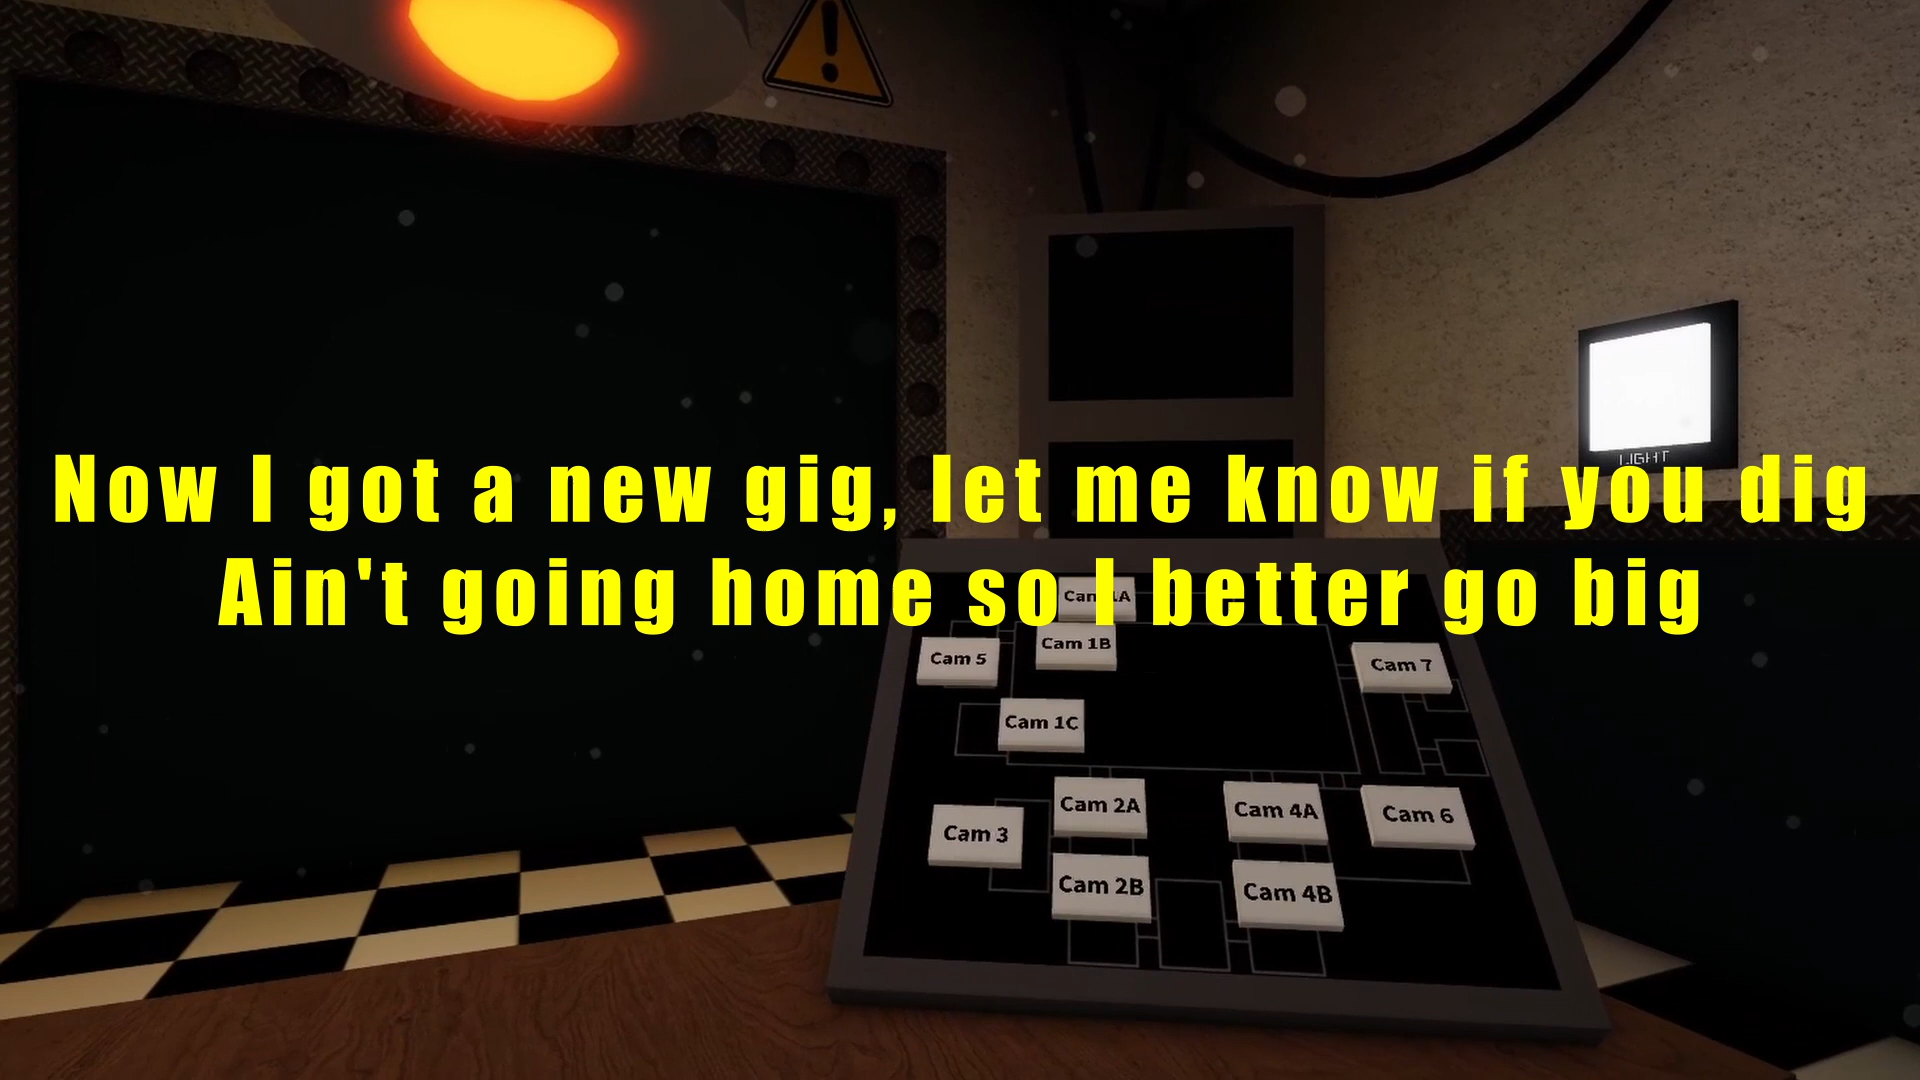 !
LIGHT
Now I got a new gig, let me know if you dig
Ain't going home so I better go big
Cam 1A
Cam 1B
Cam 5
Cam 7
Cam 1C
Cam 2A
Cam 4A
Cam 6
Cam 3
Cam 2B
Cam 4B